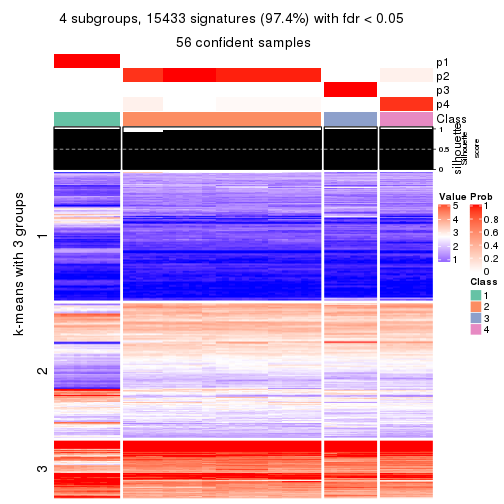 4 subgroups, 15433 signatures (97.4%) with fdr < 0.05
56 confident samples
p1
p2
p3
p4
Class
1
0.5
0
silhouette
Silhouette
score
k-means with 3 groups
1
2
3
Value
5
4
3
2
1
Prob
1
0.8
0.6
0.4
0.2
0
Class
1
2
3
4